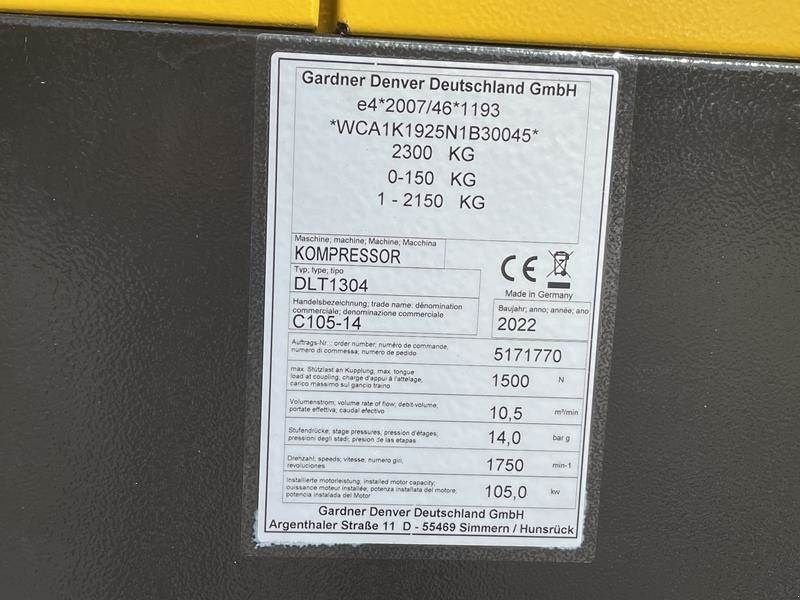 Gardner Denver Deutschland GmbH
e4*2007/46*1193
*WCA1K1925N1B30045*
2300 KG
0-150 KG
1 - 2150 KG
Maschine; machine; Machine; Macchina
KOMPRESSOR
Typ; type; tipo
DLT1304
Handelsbezeichnung; trade name; dénomination
commerciale; denominazione commerciale
C105-14
CE
Made in Germany
Baujahr; anno; année; ano
2022
Auftrags-Nr.:; order number; numéro de commande,
numero di commessa; numero de pedido
5171770
max. Stützlast an Kupplung, max. tongue
load at coupling; charge d'appui à l'attelage,
carico massimo sul gancio traino
1500 N
Volumenstrom; volume rate of flow; débit-volume;
portate effettiva, caudal efectivo
10,5 m³/min
Stufendrücke, stage pressures, pression d'étages,
pressioni degli stadi; presion de las etapas
14,0 bar g
Drehzahl; speeds; vitesse, numero giri,
revoluciones
1750 min-1
Installierte motorleistung; installed motor capacity;
puissance moteur installée; potenza installata del motore,
potencia instalada del Motor
105,0 kw
Gardner Denver Deutschland GmbH
Argenthaler Straße 11 D - 55469 Simmern / Hunsrück